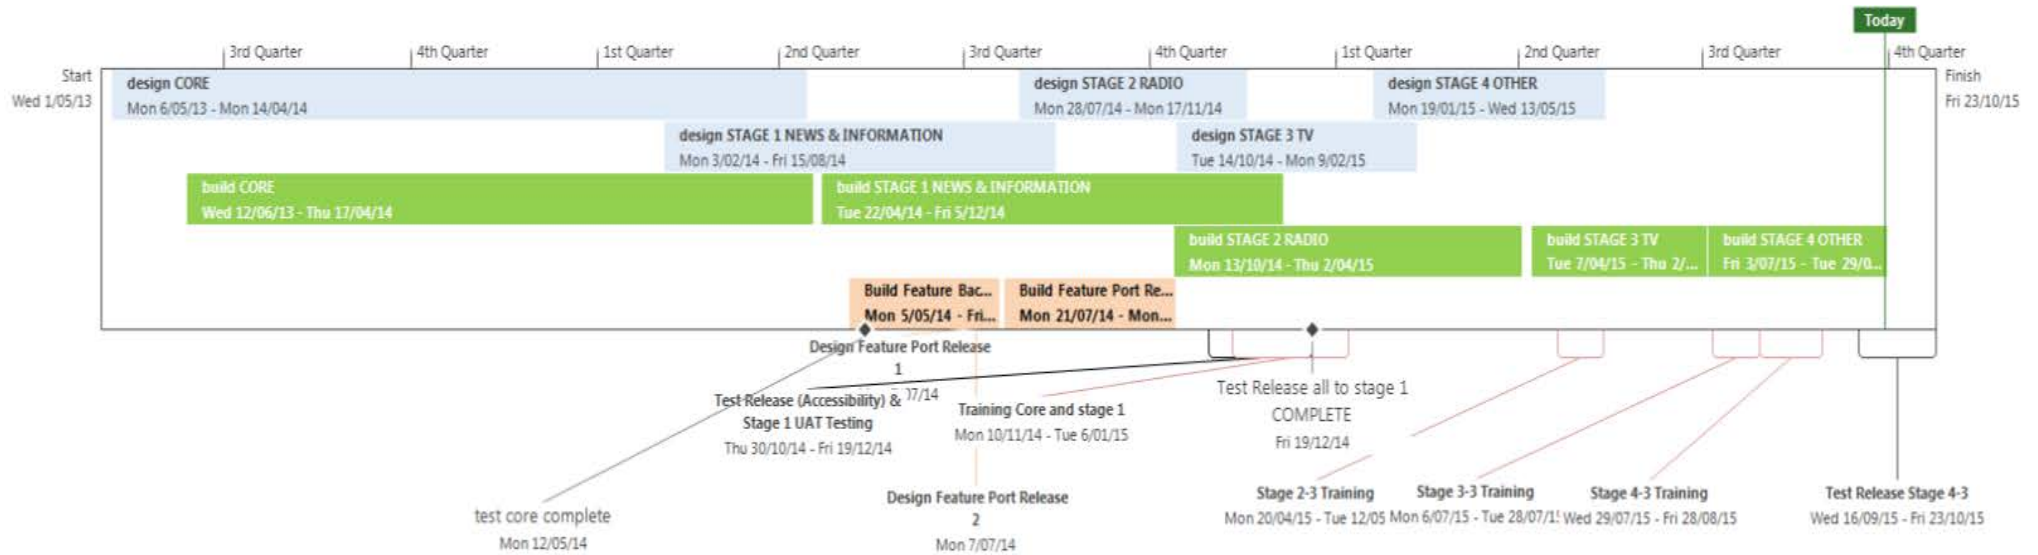 Today
3rd Quarter 4th Quarter 1st Quarter 2nd Quarter 3rd Quarter 4th Quarter 1st Quarter 2nd Quarter 3rd Quarter 4th Quarter
Start
Wed 1/05/13
Finish
Fri 23/10/15
design CORE
Mon 6/05/13 - Mon 14/04/14
design STAGE 2 RADIO
Mon 28/07/14 - Mon 17/11/14
design STAGE 4 OTHER
Mon 19/01/15 - Wed 13/05/15
design STAGE 1 NEWS & INFORMATION
Mon 3/02/14 - Fri 15/08/14
design STAGE 3 TV
Tue 14/10/14 - Mon 9/02/15
build CORE
Wed 12/06/13 - Thu 17/04/14
build STAGE 1 NEWS & INFORMATION
Tue 22/04/14 - Fri 5/12/14
build STAGE 2 RADIO
Mon 13/10/14 - Thu 2/04/15
build STAGE 3 TV
Tue 7/04/15 - Thu 2/...
build STAGE 4 OTHER
Fri 3/07/15 - Tue 29/0...
Build Feature Bac...
Mon 5/05/14 - Fri...
Build Feature Port Re...
Mon 21/07/14 - Mon...
Design Feature Port Release
1
07/14
Test Release (Accessibility) &
Stage 1 UAT Testing
Thu 30/10/14 - Fri 19/12/14
Training Core and stage 1
Mon 10/11/14 - Tue 6/01/15
Test Release all to stage 1
COMPLETE
Fri 19/12/14
test core complete
Mon 12/05/14
Design Feature Port Release
2
Mon 7/07/14
Stage 2-3 Training
Mon 20/04/15 - Tue 12/05
Stage 3-3 Training
Mon 6/07/15 - Tue 28/07/1
Stage 4-3 Training
Wed 29/07/15 - Fri 28/08/15
Test Release Stage 4-3
Wed 16/09/15 - Fri 23/10/15